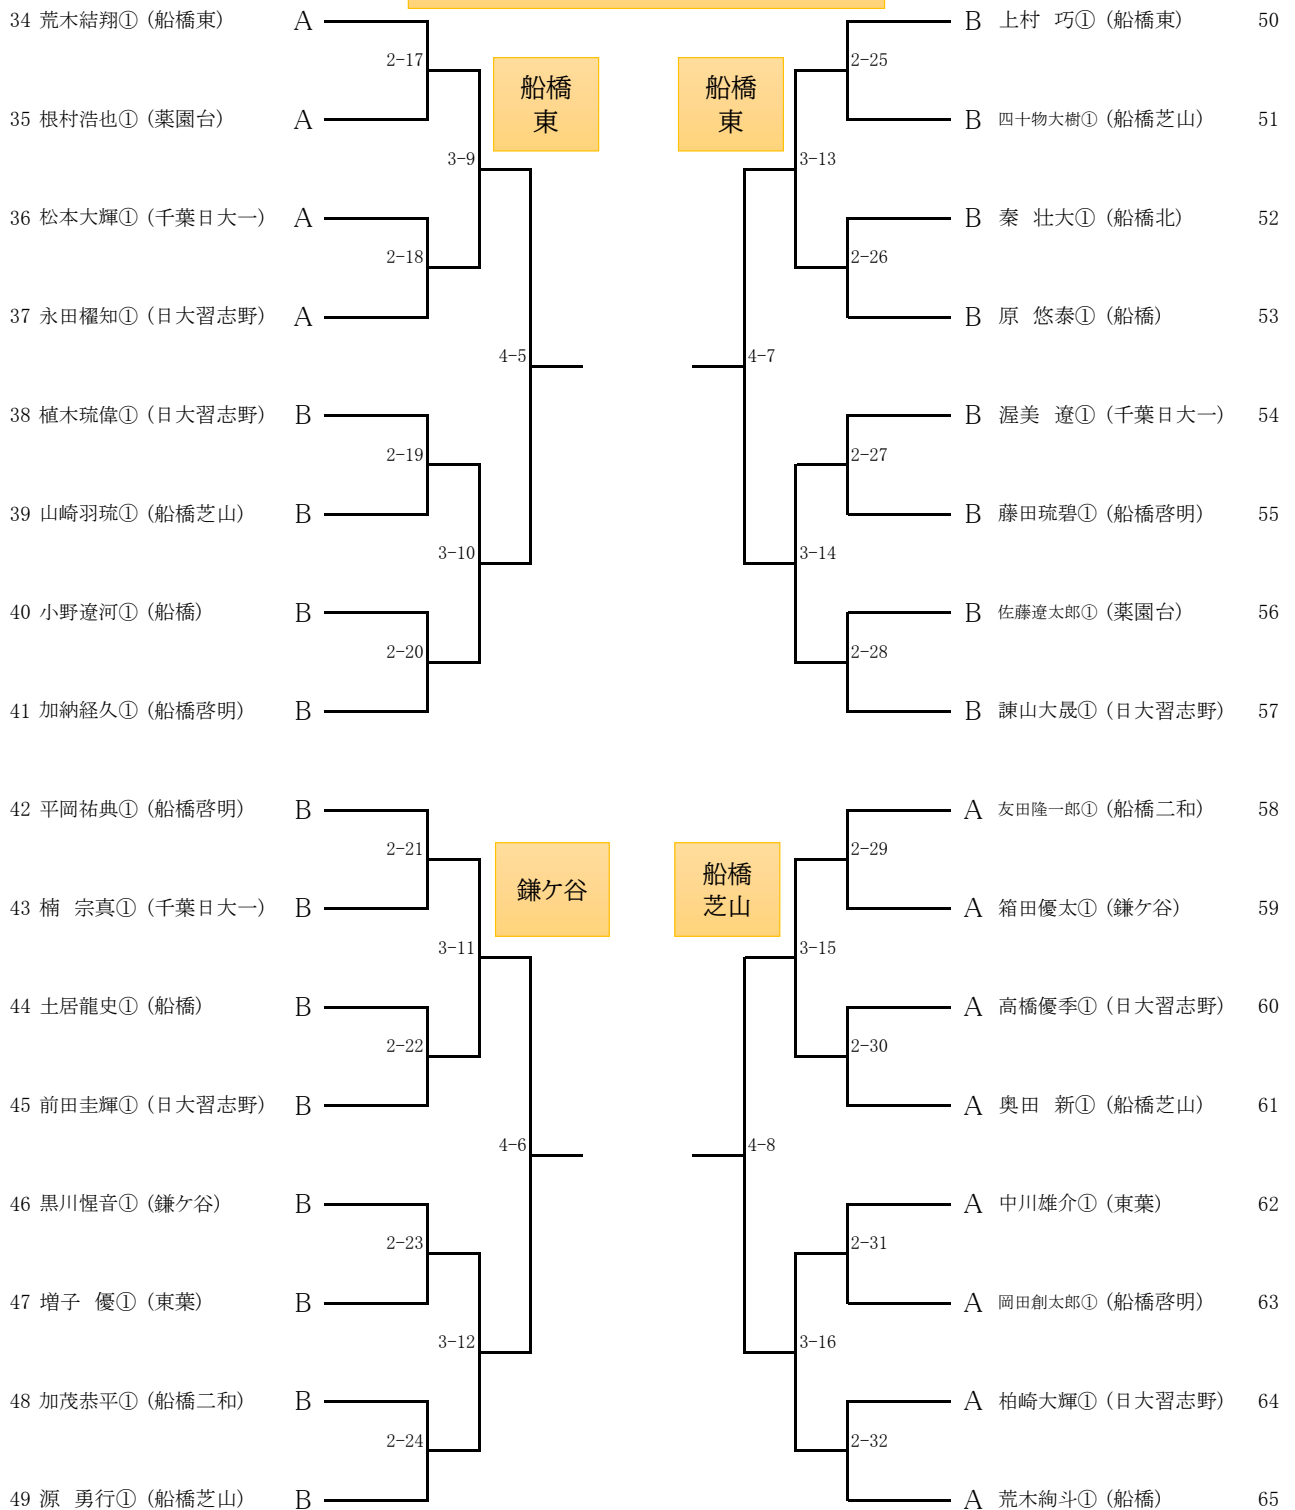 34 荒木結翔① (船橋東) A
2-17
35 根村浩也① (薬園台) A
3-9
36 松本大輝① (千葉日大一) A
2-18
37 永田櫂知① (日大習志野) A
船橋
東
4-5
38 植木琉偉① (日大習志野) B
2-19
39 山崎羽琉① (船橋芝山) B
3-10
40 小野遼河① (船橋) B
2-20
41 加納経久① (船橋啓明) B
42 平岡祐典① (船橋啓明) B
2-21
43 楠 宗真① (千葉日大一) B
3-11
44 土居龍史① (船橋) B
2-22
45 前田圭輝① (日大習志野) B
鎌ケ谷
4-6
46 黒川惺音① (鎌ケ谷) B
2-23
47 増子 優① (東葉) B
3-12
48 加茂恭平① (船橋二和) B
2-24
49 源 勇行① (船橋芝山) B
B 上村 巧① (船橋東) 50
2-25
B 四十物大樹① (船橋芝山) 51
3-13
B 秦 壮大① (船橋北) 52
2-26
B 原 悠泰① (船橋) 53
船橋
東
4-7
B 渥美 遼① (千葉日大一) 54
2-27
B 藤田琉碧① (船橋啓明) 55
3-14
B 佐藤遼太郎① (薬園台) 56
2-28
B 諌山大晟① (日大習志野) 57
A 友田隆一郎① (船橋二和) 58
2-29
A 箱田優太① (鎌ケ谷) 59
3-15
A 高橋優季① (日大習志野) 60
2-30
A 奥田 新① (船橋芝山) 61
船橋
芝山
4-8
A 中川雄介① (東葉) 62
2-31
A 岡田創太郎① (船橋啓明) 63
3-16
A 柏崎大輝① (日大習志野) 64
2-32
A 荒木絢斗① (船橋) 65